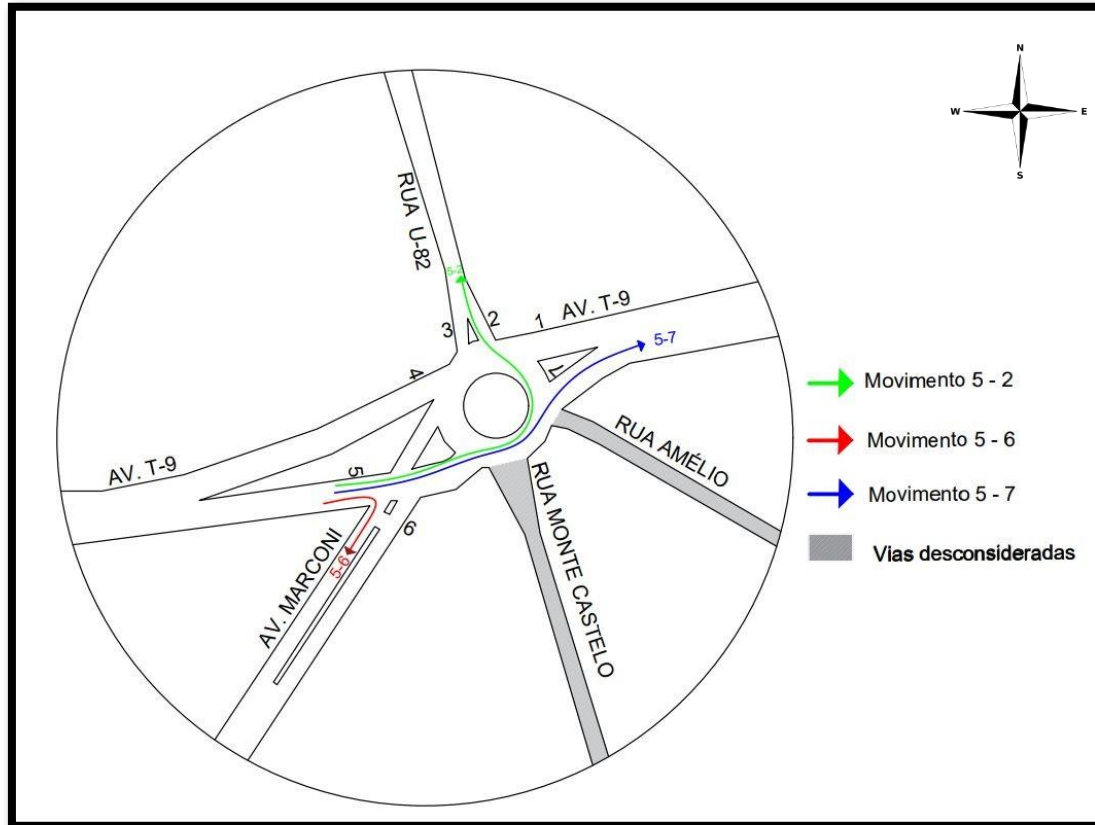 N
W
E
S
RUA U-82
5-2
3
2
1
AV. T-9
5-7
4
7
Movimento 5 - 2
RUA AMÉLIO
Movimento 5 - 6
AV. T-9
5
6
Movimento 5 - 7
RUA MONTE CASTELO
AV. MARCONI
5-6
Vias desconsideradas